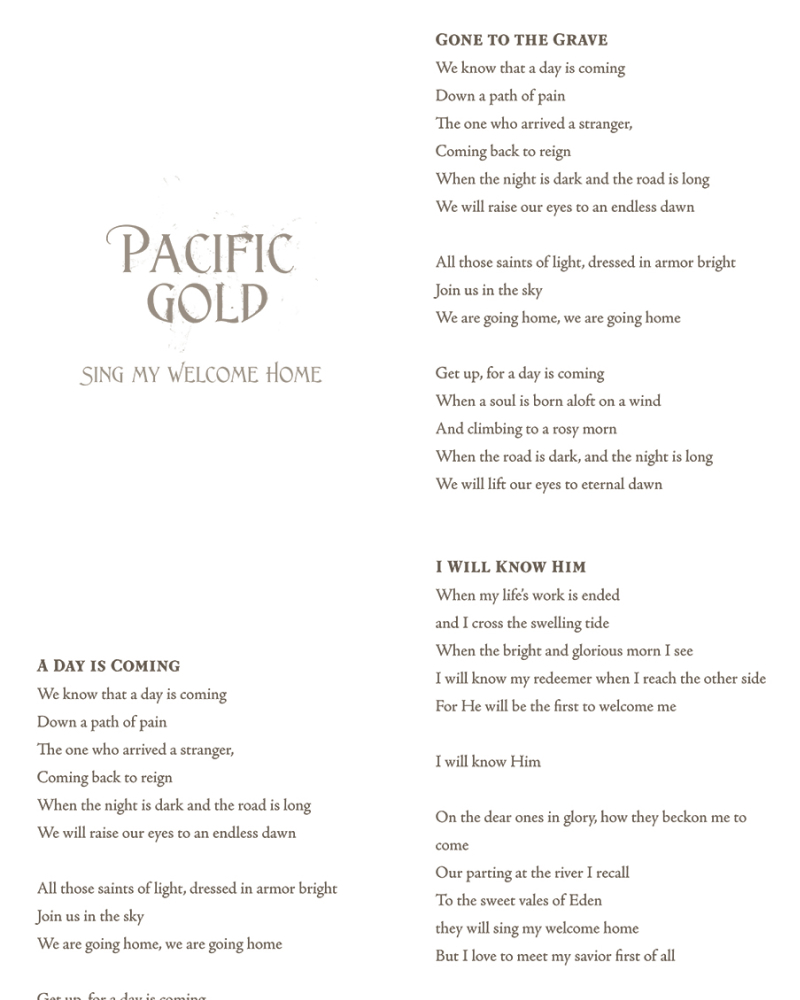 PACIFIC
GOLD
SING MY WELCOME HOME
A DAY IS COMING
We know that a day is coming
Down a path of pain
The one who arrived a stranger,
Coming back to reign
When the night is dark and the road is long
We will raise our eyes to an endless dawn
All those saints of light, dressed in armor bright
Join us in the sky
We are going home, we are going home
Get up, for a day is coming
GONE TO THE GRAVE
We know that a day is coming
Down a path of pain
The one who arrived a stranger,
Coming back to reign
When the night is dark and the road is long
We will raise our eyes to an endless dawn
All those saints of light, dressed in armor bright
Join us in the sky
We are going home, we are going home
Get up, for a day is coming
When a soul is born aloft on a wind
And climbing to a rosy morn
When the road is dark, and the night is long
We will lift our eyes to eternal dawn
I WILL KNOW HIM
When my life's work is ended
and I cross the swelling tide
When the bright and glorious morn I see
I will know my redeemer when I reach the other side
For He will be the first to welcome me
I will know Him
On the dear ones in glory, how they beckon me to
come
Our parting at the river I recall
To the sweet vales of Eden
they will sing my welcome home
But I love to meet my savior first of all